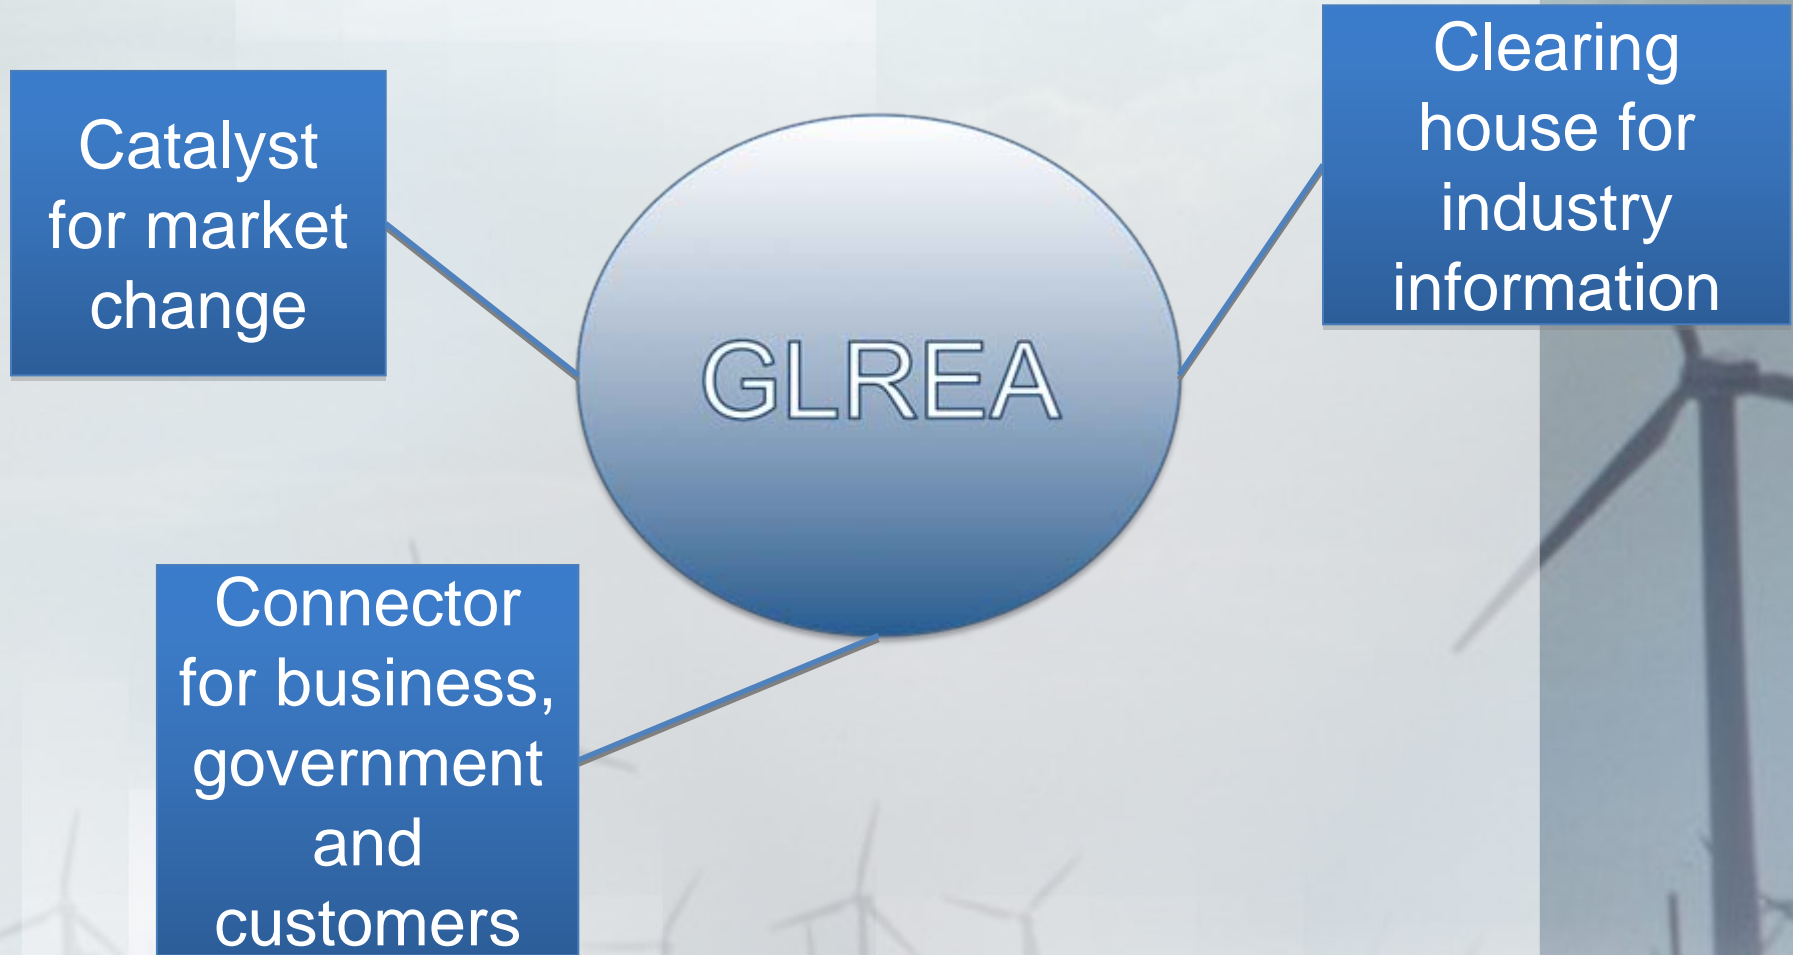 Catalyst
for market
change
GLREA
Clearing
house for
industry
information
Connector
for business,
government
and
customers